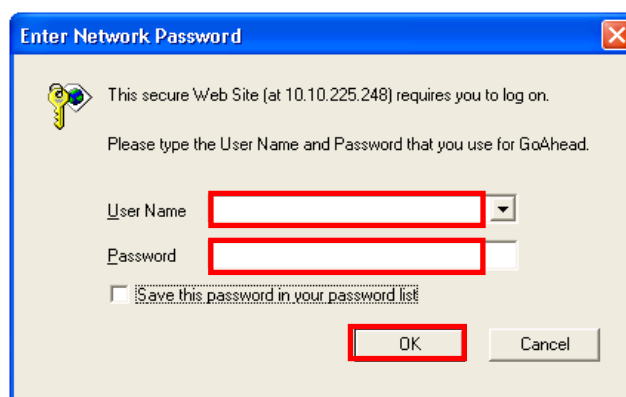 Enter Network Password
This secure Web Site (at 10.10.225.248) requires you to log on.
Please type the User Name and Password that you use for GoAhead.
User Name
Password
Save this password in your password list
OK Cancel